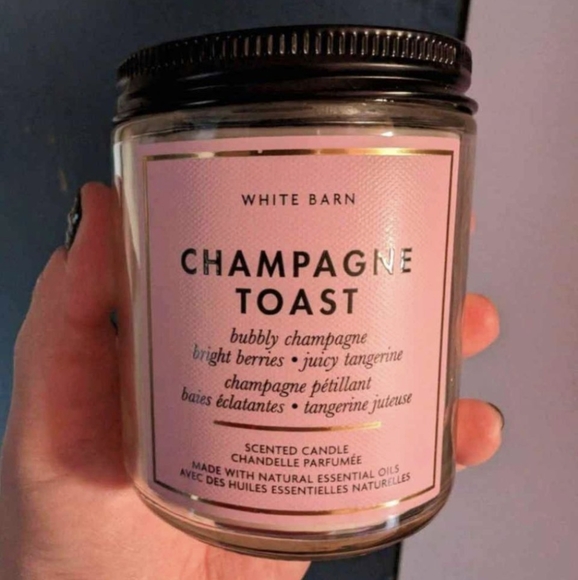 WHITE BARN
CHAMPAGNE
TOAST
bubbly champagne
bright berries • juicy tangerine
champagne pétillant
baies éclatantes • tangerine juteuse
SCENTED CANDLE
CHANDELLE PARFUMÉE
MADE WITH NATURAL ESSENTIAL OILS
AVEC DES HUILES ESSENTIELLES NATURELLES